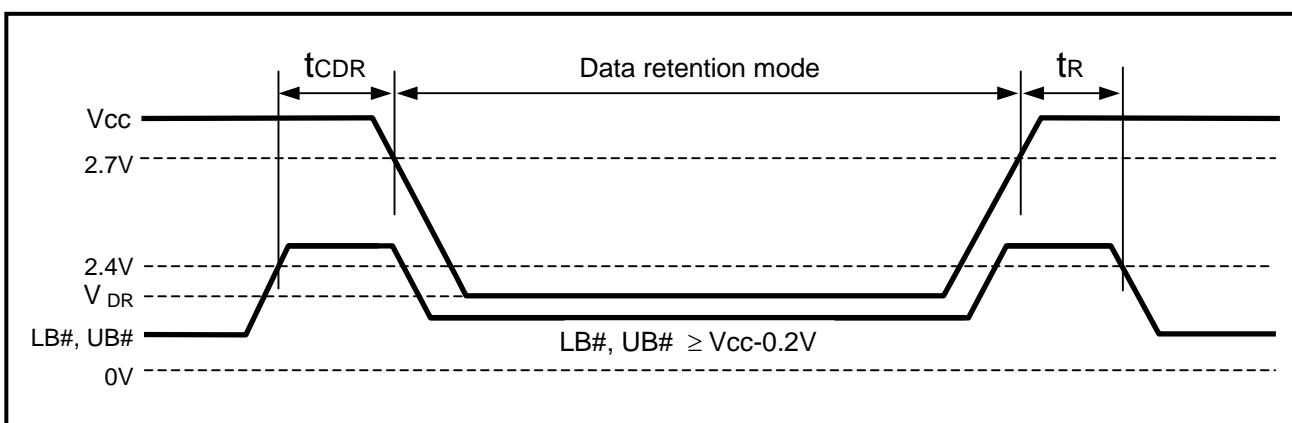 tCDR
Data retention mode
tR
Vcc
2.7V
2.4V
V DR
LB#, UB#
LB#, UB# ≥ Vcc-0.2V
0V